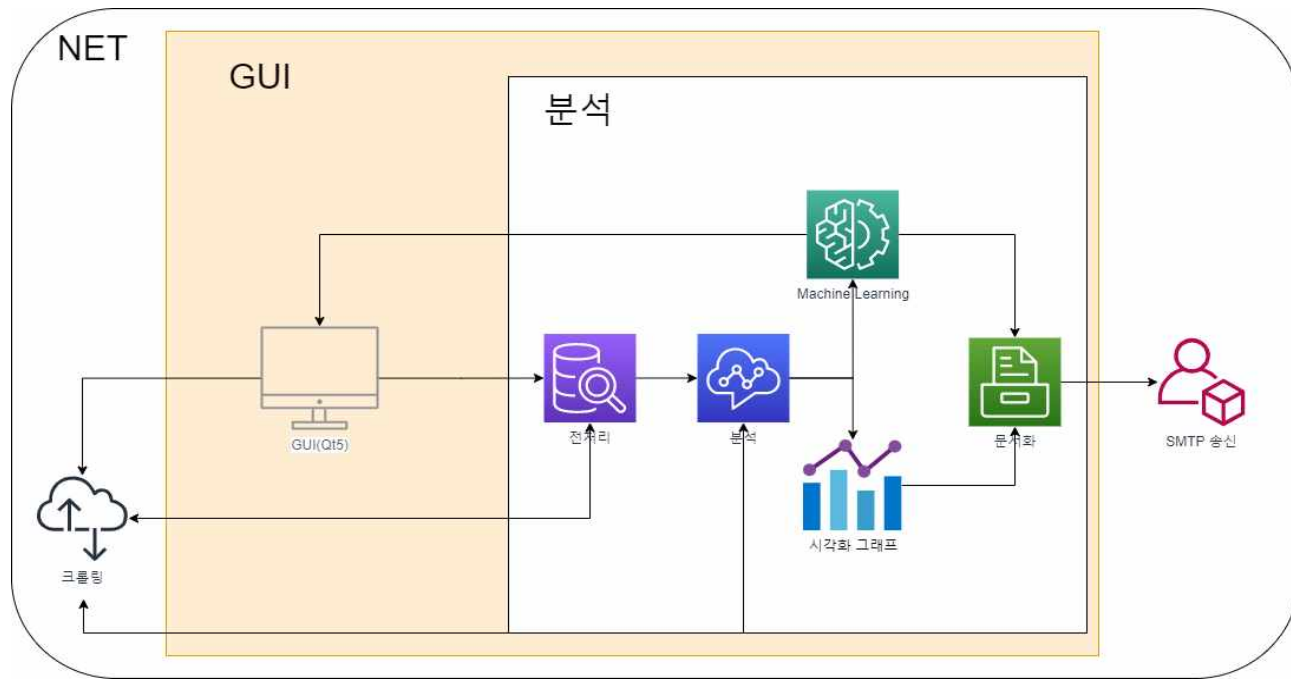 NET
GUI
분석
Machine Learning
GUI(Qt5)
전처리
분석
문서화
SMTP 송신
시각화 그래프
크롤링